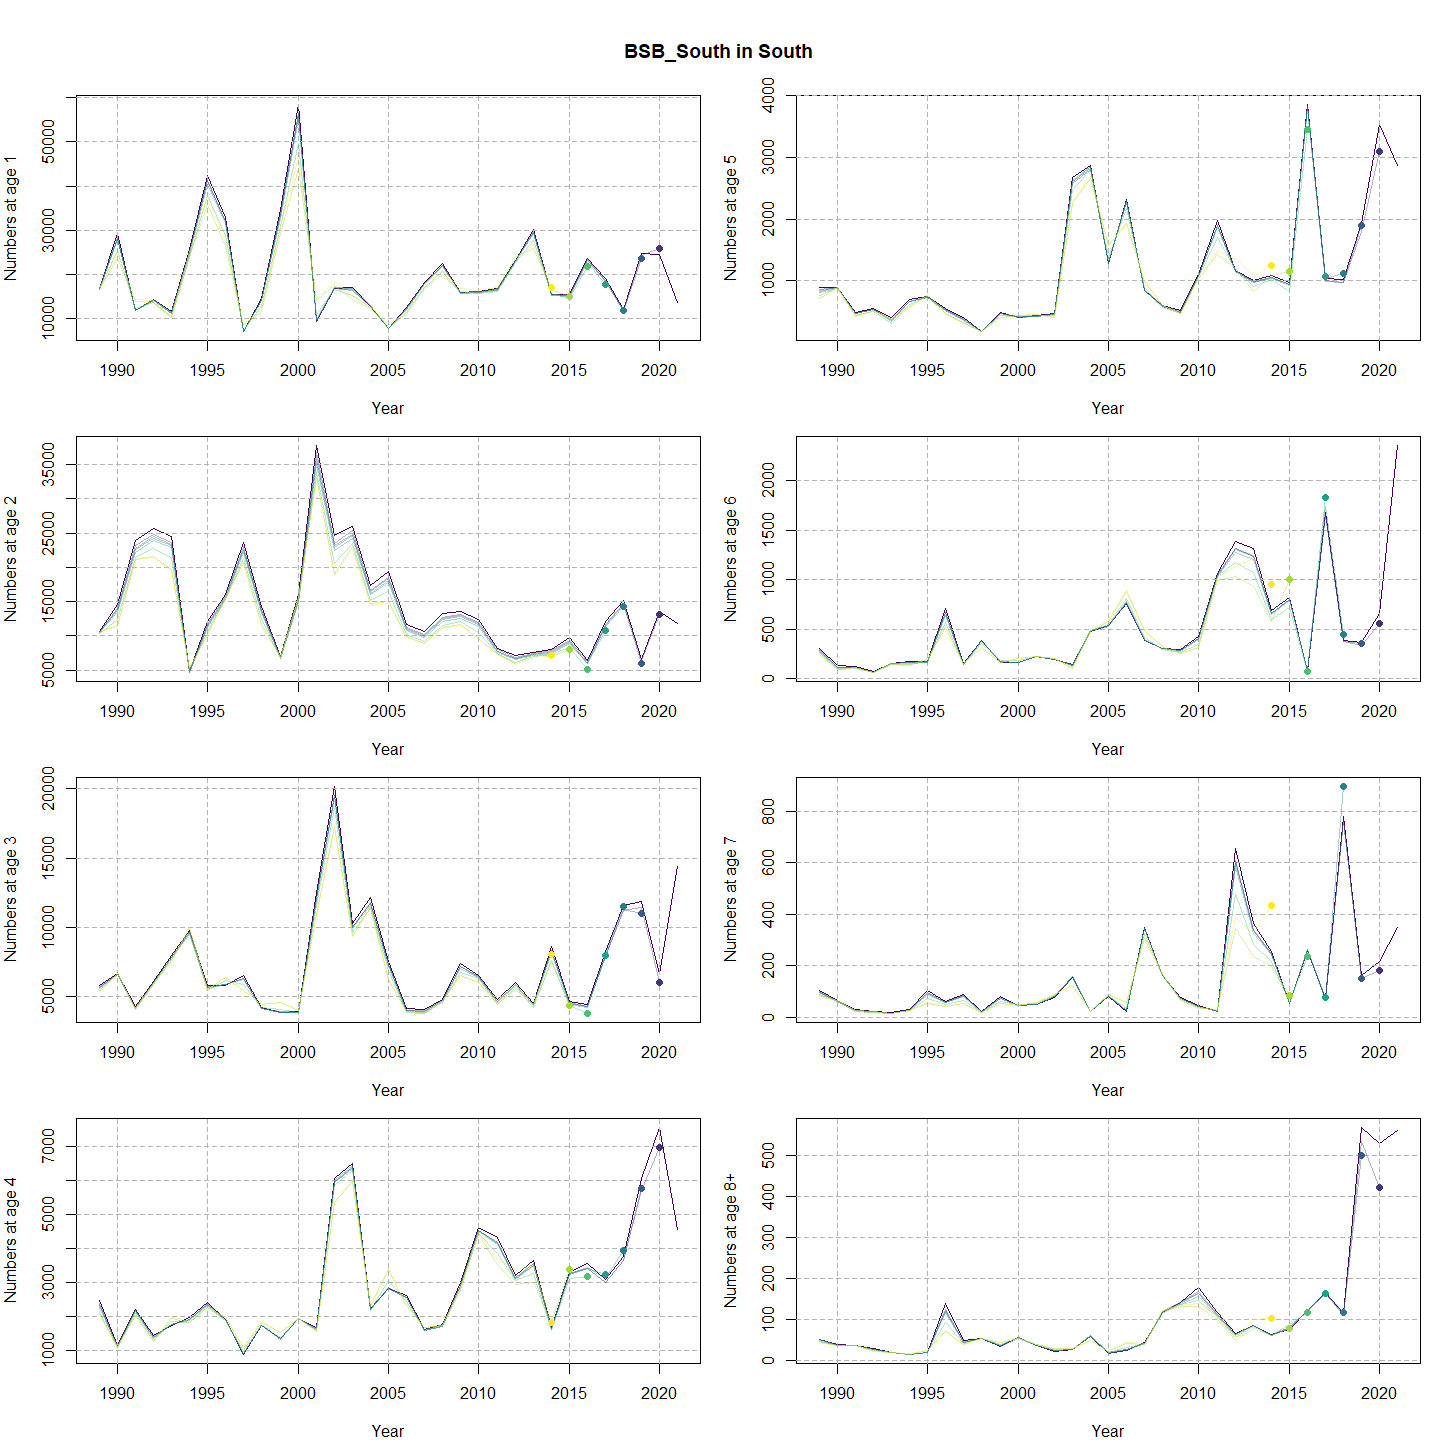 BSB_South in South
Numbers at age 1
10000 30000 50000
1990 1995 2000 2005 2010 2015 2020
Year
Numbers at age 5
1000 2000 3000 4000
1990 1995 2000 2005 2010 2015 2020
Year
Numbers at age 2
5000 15000 25000 35000
1990 1995 2000 2005 2010 2015 2020
Year
Numbers at age 6
0 500 1000 1500 2000
1990 1995 2000 2005 2010 2015 2020
Year
Numbers at age 3
5000 10000 15000 20000
1990 1995 2000 2005 2010 2015 2020
Year
Numbers at age 7
0 200 400 600 800
1990 1995 2000 2005 2010 2015 2020
Year
Numbers at age 4
1000 3000 5000 7000
1990 1995 2000 2005 2010 2015 2020
Year
Numbers at age 8+
0 100 200 300 400 500
1990 1995 2000 2005 2010 2015 2020
Year